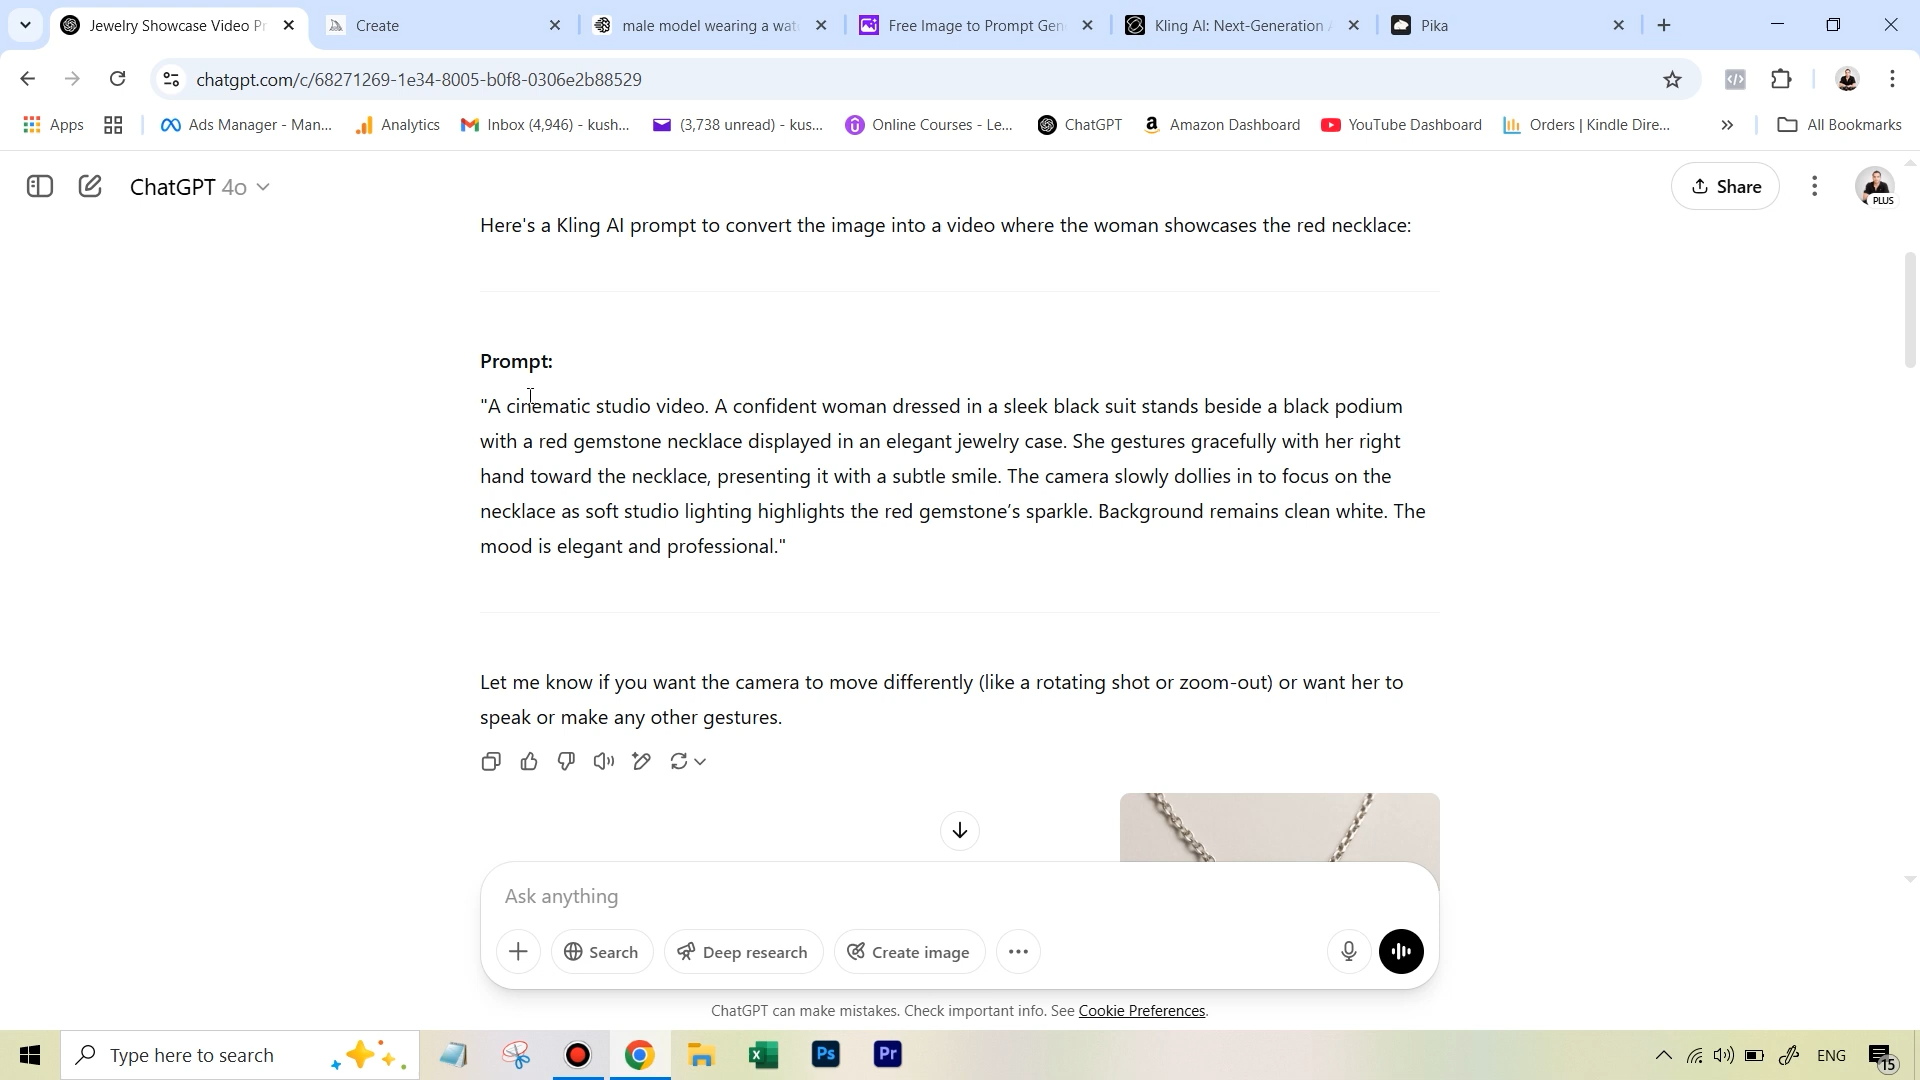 Jewelry Showcase Video Pr
Create
male model wearing a wat
Free Image to Prompt Gen
Kling AI: Next-Generation A
Pika
chatgpt.com/c/68271269-1e34-8005-b0f8-0306e2b88529
Apps
Ads Manager - Man...
Analytics
Inbox (4,946) - kush...
(3,738 unread) - kus...
Online Courses - Le...
ChatGPT
Amazon Dashboard
YouTube Dashboard
Orders | Kindle Dire...
All Bookmarks
ChatGPT 4o
Share
PLUS
Here's a Kling AI prompt to convert the image into a video where the woman showcases the red necklace:
Prompt:
"A cinematic studio video. A confident woman dressed in a sleek black suit stands beside a black podium
with a red gemstone necklace displayed in an elegant jewelry case. She gestures gracefully with her right
hand toward the necklace, presenting it with a subtle smile. The camera slowly dollies in to focus on the
necklace as soft studio lighting highlights the red gemstone’s sparkle. Background remains clean white. The
mood is elegant and professional."
Let me know if you want the camera to move differently (like a rotating shot or zoom-out) or want her to
speak or make any other gestures.
Ask anything
Search
Deep research
Create image
ChatGPT can make mistakes. Check important info. See Cookie Preferences.
Type here to search
Ps
Pr
ENG
15